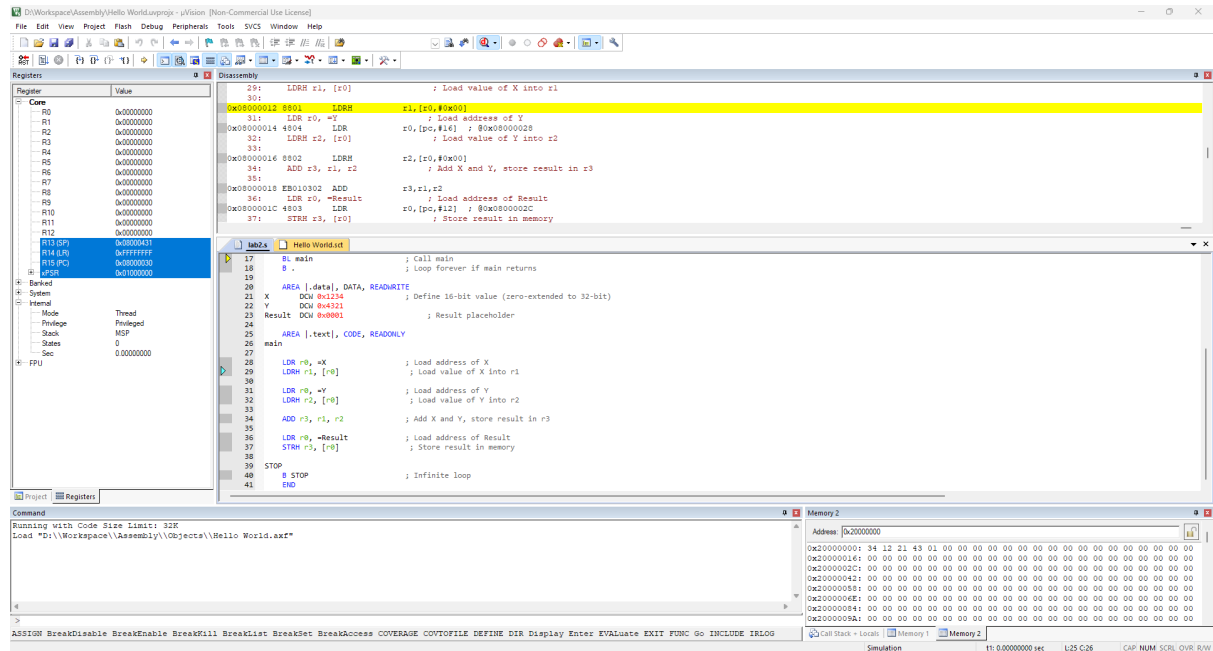 D:\Workspace\Assembly\Hello World.uvprojx - µVision [Non-Commercial Use License]
File Edit View Project Flash Debug Peripherals Tools SVCS Window Help
Registers
Register Value
Core
R0 0x00000000
R1 0x00000000
R2 0x00000000
R3 0x00000000
R4 0x00000000
R5 0x00000000
R6 0x00000000
R7 0x00000000
R8 0x00000000
R9 0x00000000
R10 0x00000000
R11 0x00000000
R12 0x00000000
R13 (SP) 0x08000431
R14 (LR) 0xFFFFFFFF
R15 (PC) 0x08000030
xPSR 0x01000000
Banked
System
Internal
Mode Thread
Privilege Privileged
Stack MSP
States 0
Sec 0.00000000
FPU
Project Registers
Disassembly
29: LDRH r1, [r0] ; Load value of X into r1
30:
0x08000012 8801 LDRH r1,[r0,#0x00]
31: LDR r0, =Y ; Load address of Y
0x08000014 4804 LDR r0,[pc,#16] ; @0x08000028
32: LDRH r2, [r0] ; Load value of Y into r2
33:
0x08000016 8802 LDRH r2,[r0,#0x00]
34: ADD r3, r1, r2 ; Add X and Y, store result in r3
35:
0x08000018 EB010302 ADD r3,r1,r2
36: LDR r0, =Result ; Load address of Result
0x0800001C 4803 LDR r0,[pc,#12] ; @0x0800002C
37: STRH r3, [r0] ; Store result in memory
lab2.s Hello World.sct
17 BL main ; Call main
18 B . ; Loop forever if main returns
19
20 AREA |.data|, DATA, READWRITE
21 X DCW 0x1234 ; Define 16-bit value (zero-extended to 32-bit)
22 Y DCW 0x4321
23 Result DCW 0x0001 ; Result placeholder
24
25 AREA |.text|, CODE, READONLY
26 main
27
28 LDR r0, =X ; Load address of X
29 LDRH r1, [r0] ; Load value of X into r1
30
31 LDR r0, =Y ; Load address of Y
32 LDRH r2, [r0] ; Load value of Y into r2
33
34 ADD r3, r1, r2 ; Add X and Y, store result in r3
35
36 LDR r0, =Result ; Load address of Result
37 STRH r3, [r0] ; Store result in memory
38
39 STOP
40 B STOP ; Infinite loop
41 END
Command
Running with Code Size Limit: 32K
Load "D:\\Workspace\\Assembly\\Objects\\Hello World.axf"
>
ASSIGN BreakDisable BreakEnable BreakKill BreakList BreakSet BreakAccess COVERAGE COVTOFILE DEFINE DIR Display Enter EVALuate EXIT FUNC Go INCLUDE IRLOG
Memory 2
Address: 0x20000000
0x20000000: 34 12 21 43 01 00 00 00 00 00 00 00 00 00 00 00 00 00 00 00 00 00
0x20000016: 00 00 00 00 00 00 00 00 00 00 00 00 00 00 00 00 00 00 00 00 00 00
0x2000002C: 00 00 00 00 00 00 00 00 00 00 00 00 00 00 00 00 00 00 00 00 00 00
0x20000042: 00 00 00 00 00 00 00 00 00 00 00 00 00 00 00 00 00 00 00 00 00 00
0x20000058: 00 00 00 00 00 00 00 00 00 00 00 00 00 00 00 00 00 00 00 00 00 00
0x2000006E: 00 00 00 00 00 00 00 00 00 00 00 00 00 00 00 00 00 00 00 00 00 00
0x20000084: 00 00 00 00 00 00 00 00 00 00 00 00 00 00 00 00 00 00 00 00 00 00
0x2000009A: 00 00 00 00 00 00 00 00 00 00 00 00 00 00 00 00 00 00 00 00 00 00
Call Stack + Locals Memory 1 Memory 2
Simulation t1: 0.00000000 sec L:25 C:26 CAP NUM SCRL OVR R/W